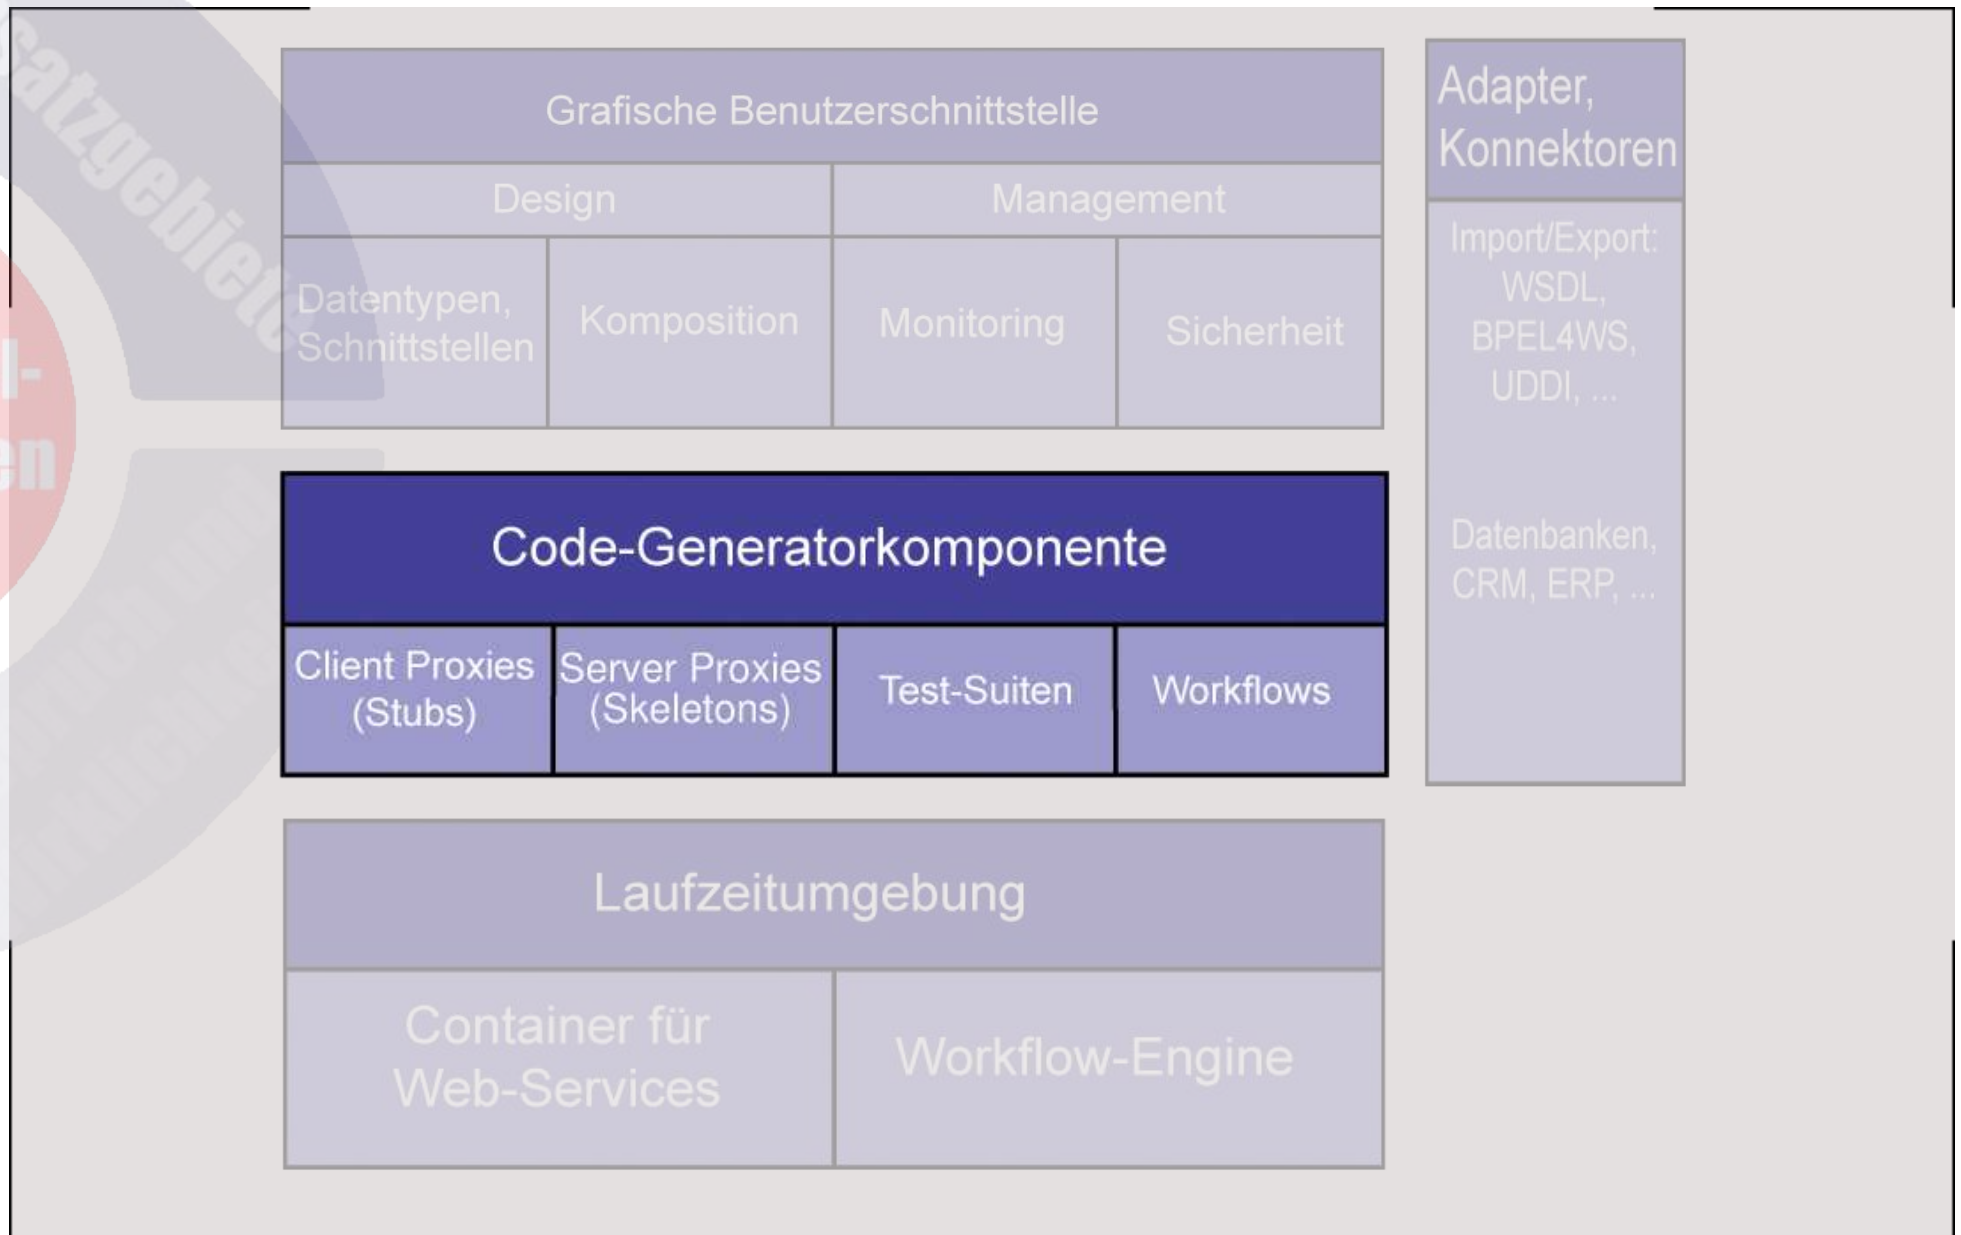 Grafische Benutzerschnittstelle
Design
Management
Datentypen,
Schnittstellen
Komposition
Monitoring
Sicherheit
Adapter,
Konnektoren
Import/Export:
WSDL,
BPEL4WS,
UDDI, ...
Datenbanken,
CRM, ERP, ...
Code-Generatorkomponente
Client Proxies
(Stubs)
Server Proxies
(Skeletons)
Test-Suiten
Workflows
Laufzeitumgebung
Container für
Web-Services
Workflow-Engine